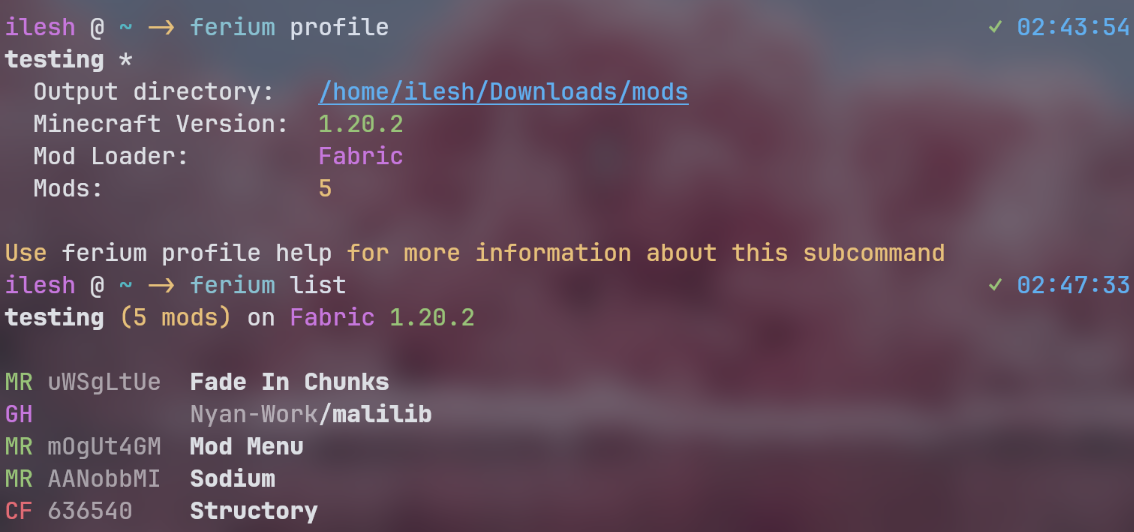 ilesh @ ~ -> ferium profile ✓ 02:43:54
testing *
Output directory: /home/ilesh/Downloads/mods
Minecraft Version: 1.20.2
Mod Loader: Fabric
Mods: 5
Use ferium profile help for more information about this subcommand
ilesh @ ~ -> ferium list ✓ 02:47:33
testing (5 mods) on Fabric 1.20.2
MR uWSgLtUe Fade In Chunks
GH Nyan-Work/malilib
MR mOgUt4GM Mod Menu
MR AANobbMI Sodium
CF 636540 Structory